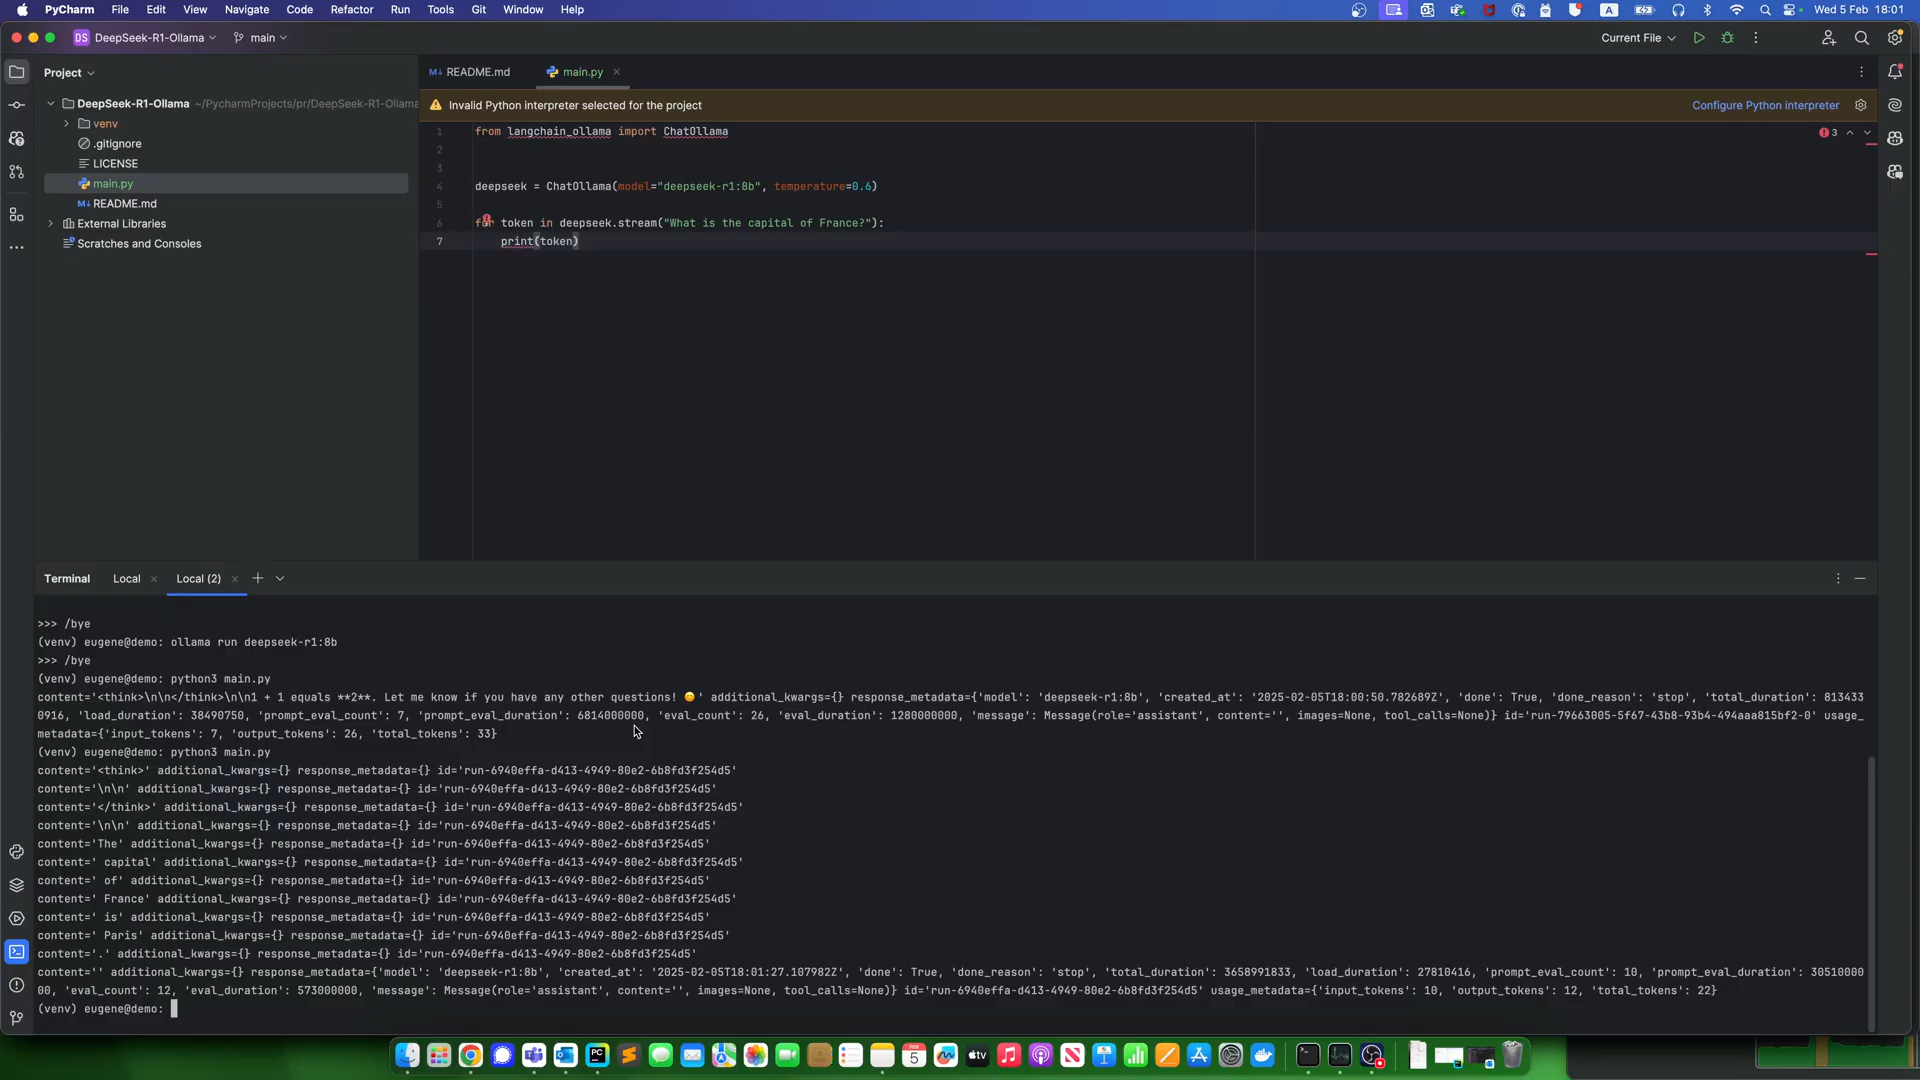 PyCharm File Edit View Navigate Code Refactor Run Tools Git Window Help
A
Wed 5 Feb 18:01
DS DeepSeek-R1-Ollama main
Current File
Project
README.md
main.py
DeepSeek-R1-Ollama ~/PycharmProjects/pr/DeepSeek-R1-Ollama
venv
.gitignore
LICENSE
main.py
README.md
External Libraries
Scratches and Consoles
Invalid Python interpreter selected for the project
Configure Python interpreter
3
1 from langchain_ollama import ChatOllama
2
3
4 deepseek = ChatOllama(model="deepseek-r1:8b", temperature=0.6)
5
6 for token in deepseek.stream("What is the capital of France?"):
7 print(token)
Terminal Local Local (2)
>>> /bye
(venv) eugene@demo: ollama run deepseek-r1:8b
>>> /bye
(venv) eugene@demo: python3 main.py
content='<think>\n\n</think>\n\n1 + 1 equals **2**. Let me know if you have any other questions! 😊' additional_kwargs={} response_metadata={'model': 'deepseek-r1:8b', 'created_at': '2025-02-05T18:00:50.782689Z', 'done': True, 'done_reason': 'stop', 'total_duration': 813433
0916, 'load_duration': 38490750, 'prompt_eval_count': 7, 'prompt_eval_duration': 6814000000, 'eval_count': 26, 'eval_duration': 1280000000, 'message': Message(role='assistant', content='', images=None, tool_calls=None)} id='run-79663005-5f67-43b8-93b4-494aaa815bf2-0' usage_
metadata={'input_tokens': 7, 'output_tokens': 26, 'total_tokens': 33}
(venv) eugene@demo: python3 main.py
content='<think>' additional_kwargs={} response_metadata={} id='run-6940effa-d413-4949-80e2-6b8fd3f254d5'
content='\n\n' additional_kwargs={} response_metadata={} id='run-6940effa-d413-4949-80e2-6b8fd3f254d5'
content='</think>' additional_kwargs={} response_metadata={} id='run-6940effa-d413-4949-80e2-6b8fd3f254d5'
content='\n\n' additional_kwargs={} response_metadata={} id='run-6940effa-d413-4949-80e2-6b8fd3f254d5'
content='The' additional_kwargs={} response_metadata={} id='run-6940effa-d413-4949-80e2-6b8fd3f254d5'
content=' capital' additional_kwargs={} response_metadata={} id='run-6940effa-d413-4949-80e2-6b8fd3f254d5'
content=' of' additional_kwargs={} response_metadata={} id='run-6940effa-d413-4949-80e2-6b8fd3f254d5'
content=' France' additional_kwargs={} response_metadata={} id='run-6940effa-d413-4949-80e2-6b8fd3f254d5'
content=' is' additional_kwargs={} response_metadata={} id='run-6940effa-d413-4949-80e2-6b8fd3f254d5'
content=' Paris' additional_kwargs={} response_metadata={} id='run-6940effa-d413-4949-80e2-6b8fd3f254d5'
content='.' additional_kwargs={} response_metadata={} id='run-6940effa-d413-4949-80e2-6b8fd3f254d5'
content='' additional_kwargs={} response_metadata={'model': 'deepseek-r1:8b', 'created_at': '2025-02-05T18:01:27.107982Z', 'done': True, 'done_reason': 'stop', 'total_duration': 3658991833, 'load_duration': 27810416, 'prompt_eval_count': 10, 'prompt_eval_duration': 30510000
00, 'eval_count': 12, 'eval_duration': 573000000, 'message': Message(role='assistant', content='', images=None, tool_calls=None)} id='run-6940effa-d413-4949-80e2-6b8fd3f254d5' usage_metadata={'input_tokens': 10, 'output_tokens': 12, 'total_tokens': 22}
(venv) eugene@demo:
PC
FEB
5
tv